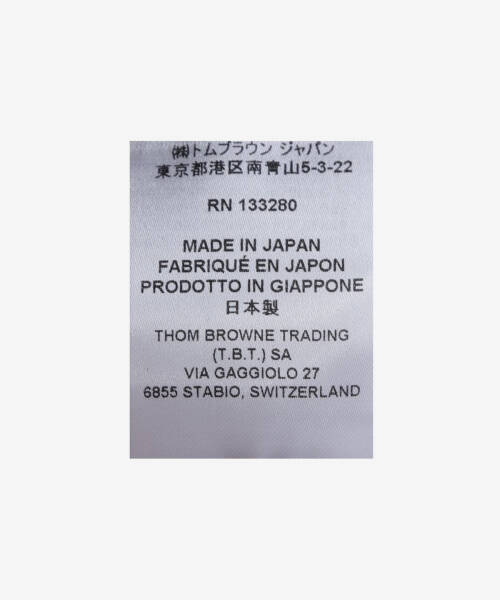 ㈱トムブラウン ジャパン
東京都港区南青山5-3-22
RN 133280
MADE IN JAPAN
FABRIQUÉ EN JAPON
PRODOTTO IN GIAPPONE
日本製
THOM BROWNE TRADING
(T.B.T.) SA
VIA GAGGIOLO 27
6855 STABIO, SWITZERLAND